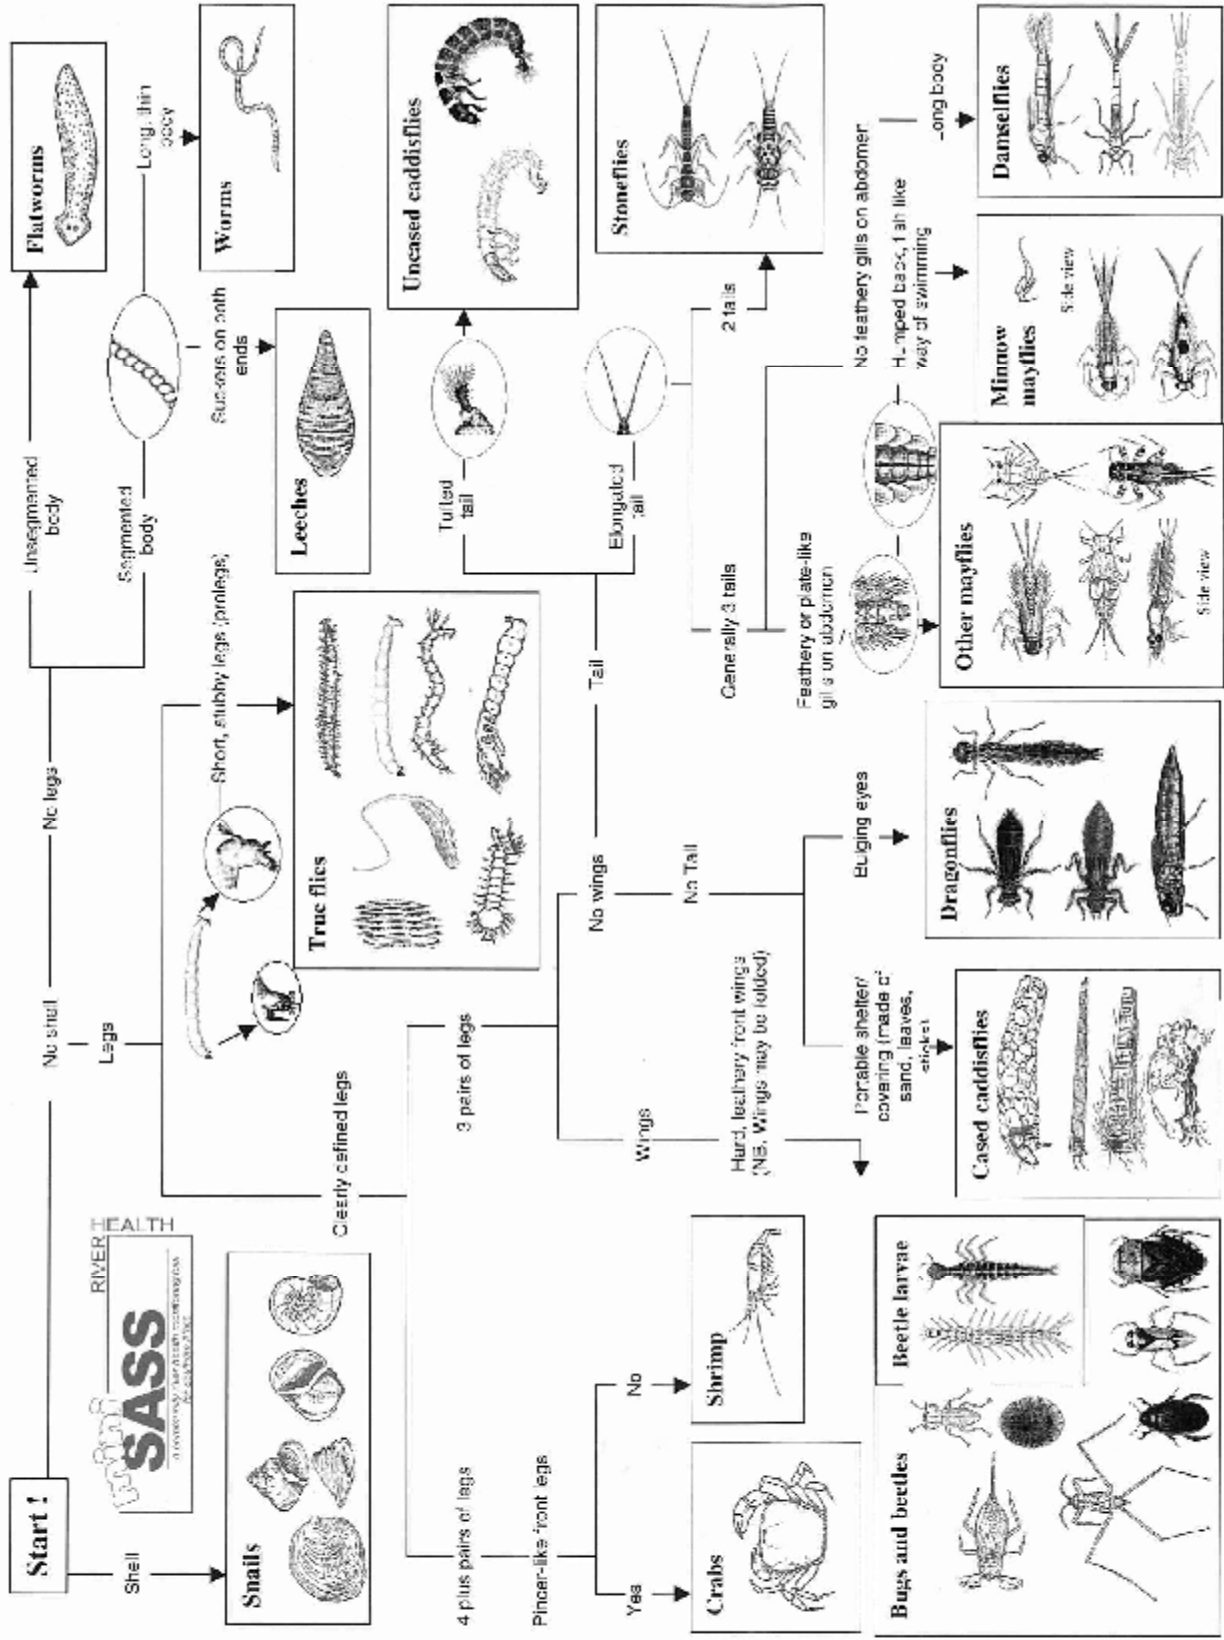 Start !
RIVER
HEALTH
mini
SASS
Shell
No shell
Snails
Legs
No legs
Unsegmented
body
Flatworms
Segmented
body
Long, thin
body
Worms
Suckers on both
ends
Leeches
Short, stubby legs (prolegs)
True flies
Clearly defined legs
4 plus pairs of legs
Pincer-like front legs
Yes
No
Crabs
Shrimp
3 pairs of legs
Wings
Hard, leathery front wings
(NB. Wings may be folded)
Bugs and beetles
Beetle larvae
No wings
No Tail
Portable shelter/
covering (made of
sand, leaves,
Cased caddisflies
Bulging eyes
Dragonflies
Tail
Tufted
tail
Uncased caddisflies
Elongated
tail
2 tails
Stoneflies
Generally 3 tails
Feathery or plate-like
gills on abdomen
Other mayflies
Side view
Humped back, fish like
way of swimming
Minnow
mayflies
Side view
No feathery gills on abdomen
Long body
Damselflies